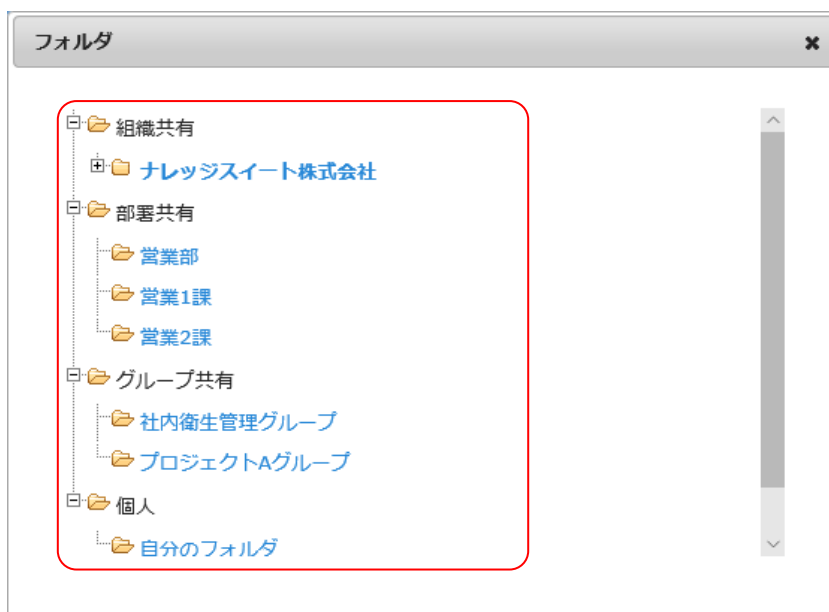 フォルダ
組織共有
ナレッジスイート株式会社
部署共有
営業部
営業1課
営業2課
グループ共有
社内衛生管理グループ
プロジェクトAグループ
個人
自分のフォルダ